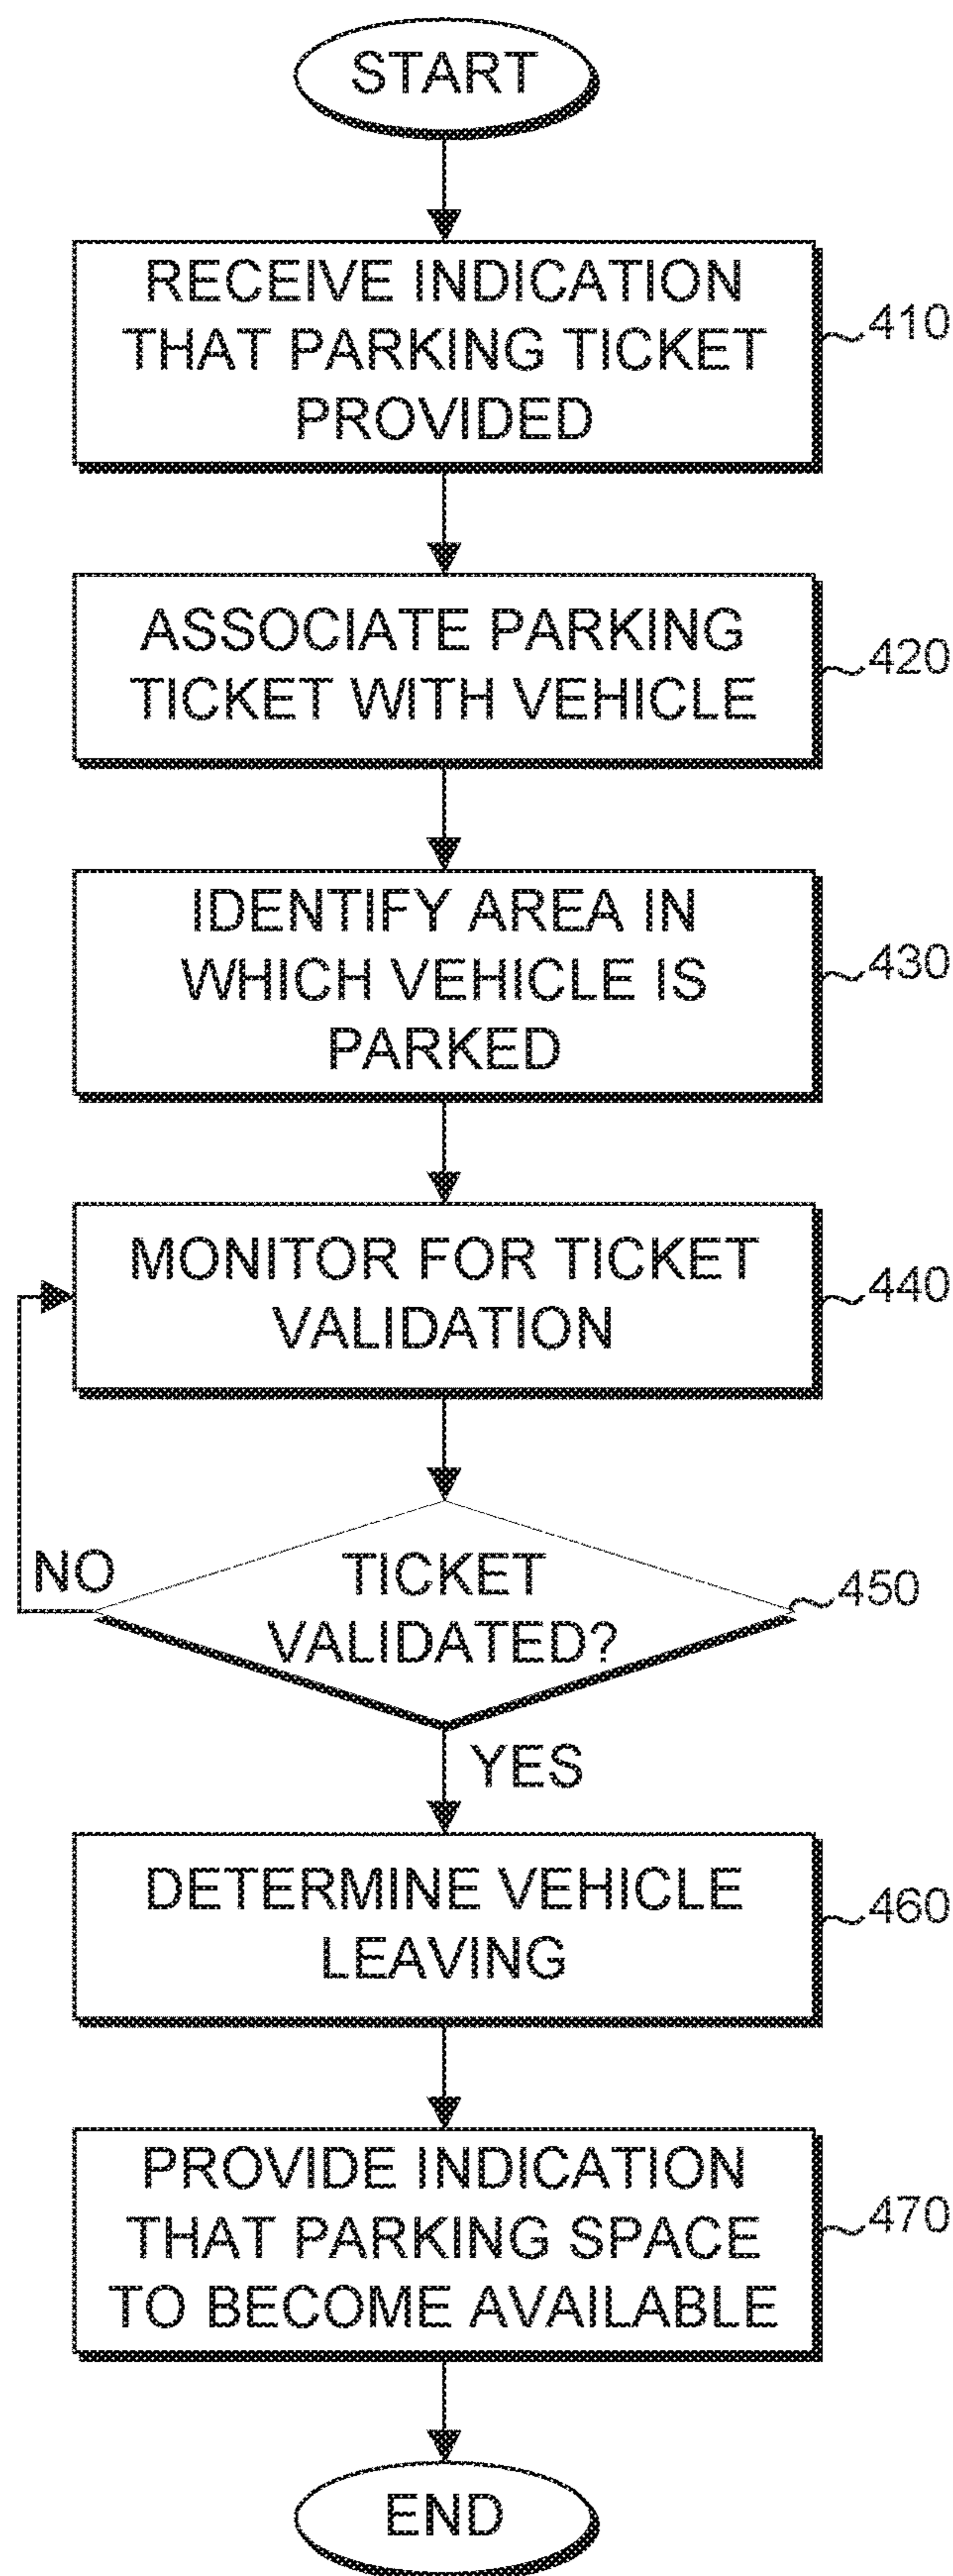 START
RECEIVE INDICATION
THAT PARKING TICKET
PROVIDED
410
ASSOCIATE PARKING
TICKET WITH VEHICLE
420
IDENTIFY AREA IN
WHICH VEHICLE IS
PARKED
430
MONITOR FOR TICKET
VALIDATION
440
NO
TICKET
VALIDATED?
450
YES
DETERMINE VEHICLE
LEAVING
460
PROVIDE INDICATION
THAT PARKING SPACE
TO BECOME AVAILABLE
470
END